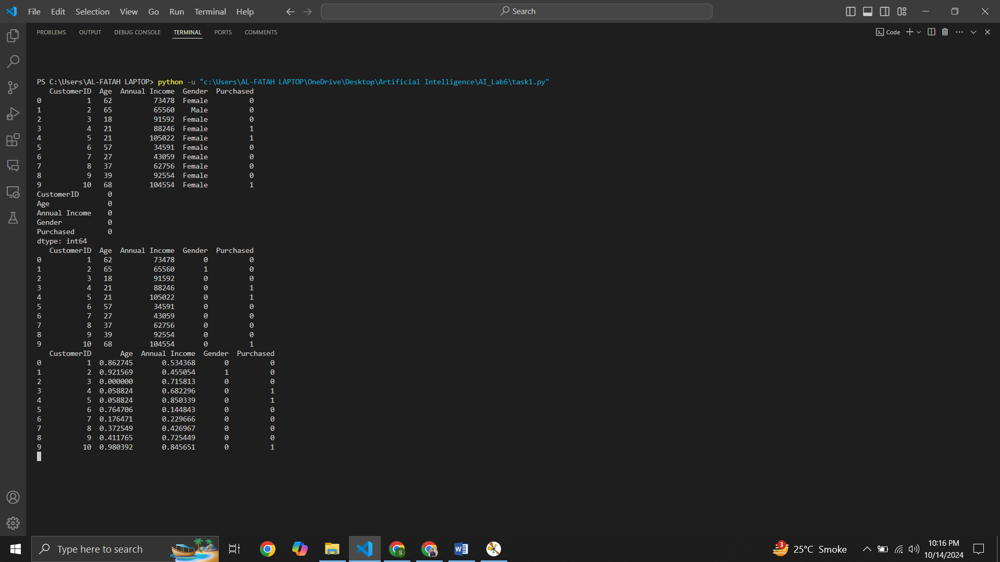 File Edit Selection View Go Run Terminal Help
Search
PROBLEMS OUTPUT DEBUG CONSOLE TERMINAL PORTS COMMENTS
Code
PS C:\Users\AL-FATAH LAPTOP> python -u "c:\Users\AL-FATAH LAPTOP\OneDrive\Desktop\Artificial Intelligence\AI_Lab6\task1.py"
CustomerID Age Annual Income Gender Purchased
0 1 62 73478 Female 0
1 2 65 65560 Male 0
2 3 18 91592 Female 0
3 4 21 88246 Female 1
4 5 21 105022 Female 1
5 6 57 34591 Female 0
6 7 27 43059 Female 0
7 8 37 62756 Female 0
8 9 39 92554 Female 0
9 10 68 104554 Female 1
CustomerID 0
Age 0
Annual Income 0
Gender 0
Purchased 0
dtype: int64
CustomerID Age Annual Income Gender Purchased
0 1 62 73478 0 0
1 2 65 65560 1 0
2 3 18 91592 0 0
3 4 21 88246 0 1
4 5 21 105022 0 1
5 6 57 34591 0 0
6 7 27 43059 0 0
7 8 37 62756 0 0
8 9 39 92554 0 0
9 10 68 104554 0 1
CustomerID Age Annual Income Gender Purchased
0 1 0.862745 0.534368 0 0
1 2 0.921569 0.455054 1 0
2 3 0.000000 0.715813 0 0
3 4 0.058824 0.682296 0 1
4 5 0.058824 0.850339 0 1
5 6 0.764706 0.144843 0 0
6 7 0.176471 0.229666 0 0
7 8 0.372549 0.426967 0 0
8 9 0.411765 0.725449 0 0
9 10 0.980392 0.845651 0 1
Type here to search
S
W
3
25°C Smoke
10:16 PM
10/14/2024